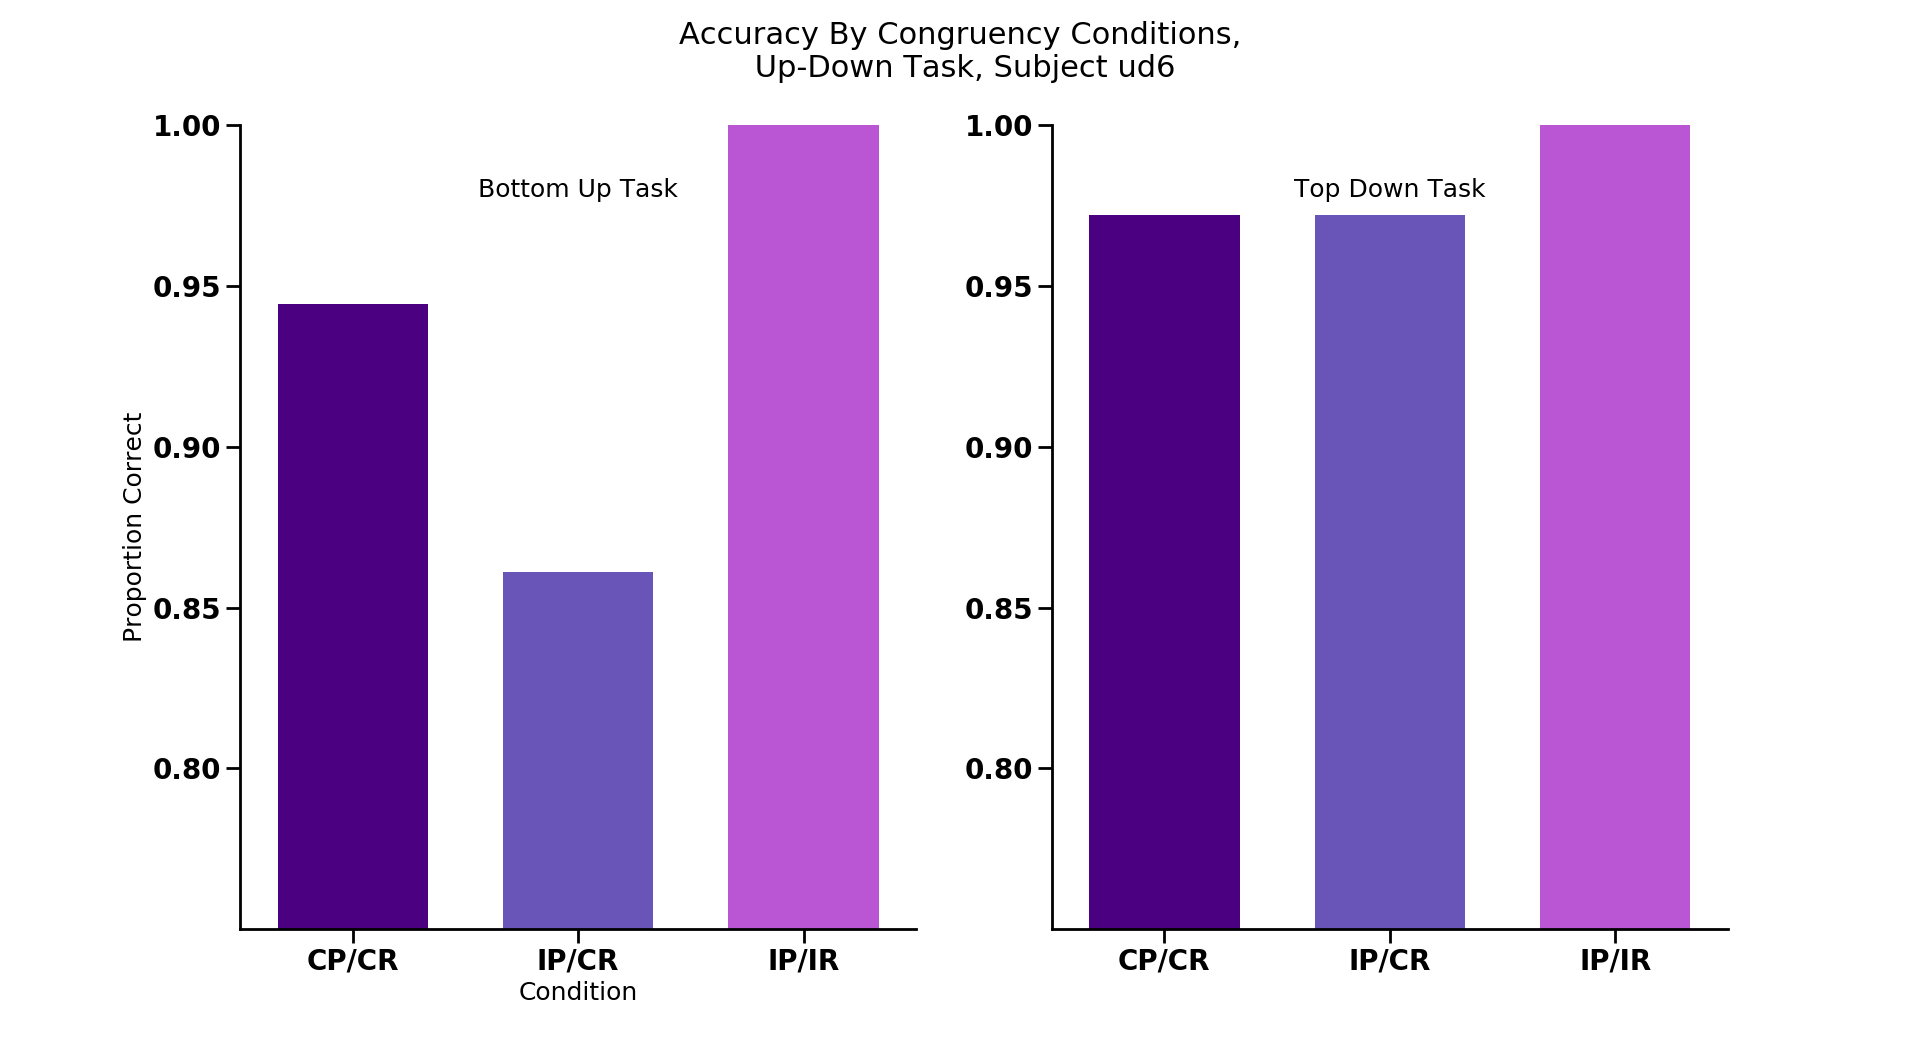 Accuracy By Congruency Conditions,
Up-Down Task, Subject ud6
Proportion Correct
1.00
0.95
0.90
0.85
0.80
Bottom Up Task
CP/CR
IP/CR
IP/IR
Condition
1.00
0.95
0.90
0.85
0.80
Top Down Task
CP/CR
IP/CR
IP/IR